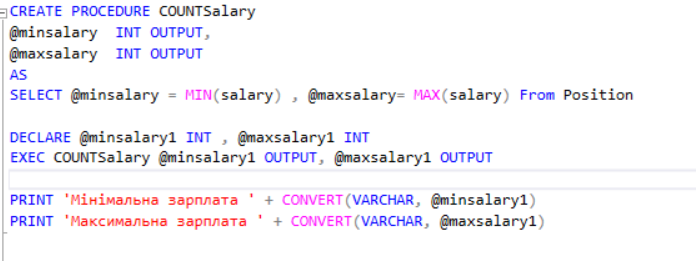 CREATE PROCEDURE COUNTSalary
@minsalary  INT OUTPUT,
@maxsalary  INT OUTPUT
AS
SELECT @minsalary = MIN(salary) , @maxsalary= MAX(salary) From Position
DECLARE @minsalary1 INT , @maxsalary1 INT
EXEC COUNTSalary @minsalary1 OUTPUT, @maxsalary1 OUTPUT
PRINT 'Мінімальна зарплата ' + CONVERT(VARCHAR, @minsalary1)
PRINT 'Максимальна зарплата ' + CONVERT(VARCHAR, @maxsalary1)